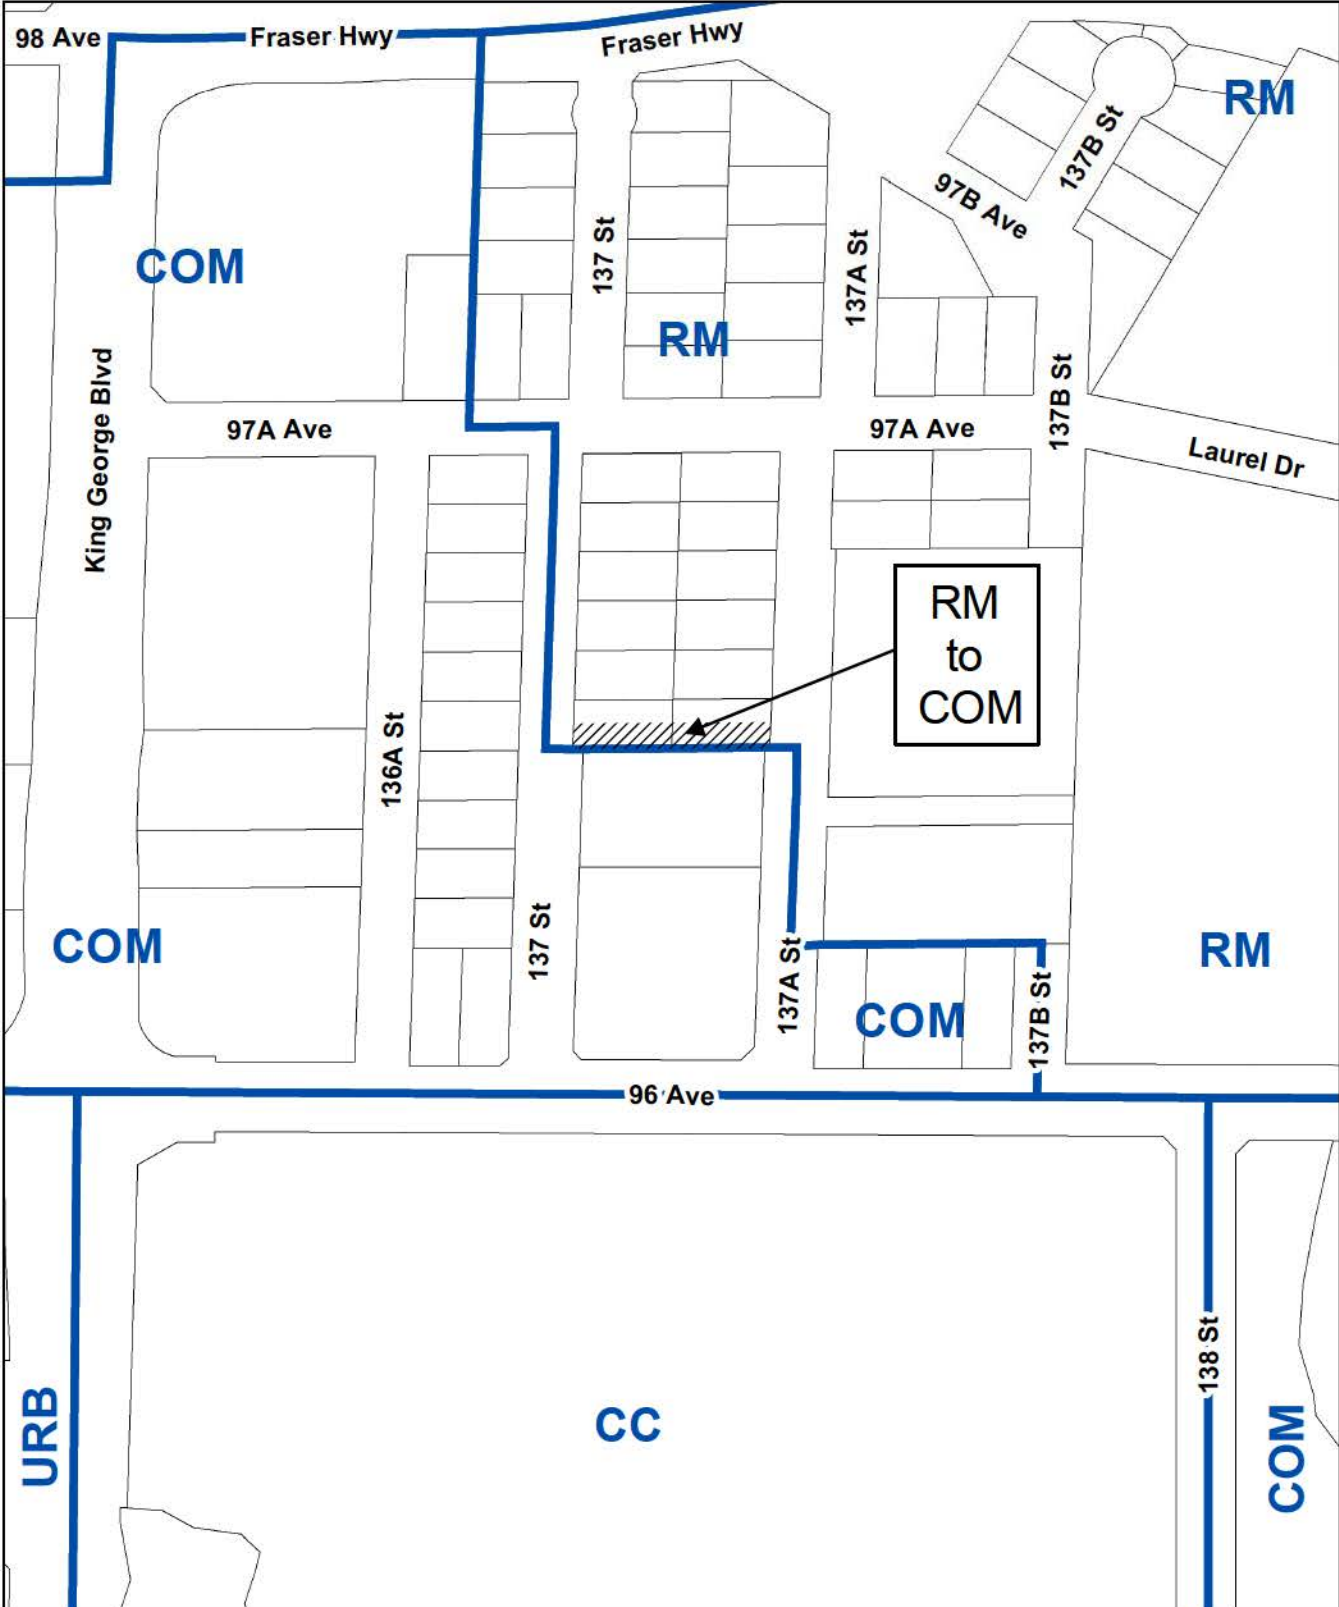 98 Ave
Fraser Hwy
Fraser Hwy
RM
137B St
97B Ave
137 St
137A St
COM
RM
King George Blvd
137B St
97A Ave
97A Ave
Laurel Dr
RM
to
COM
136A St
COM
137 St
137A St
COM
137B St
RM
96 Ave
138 St
URB
CC
COM